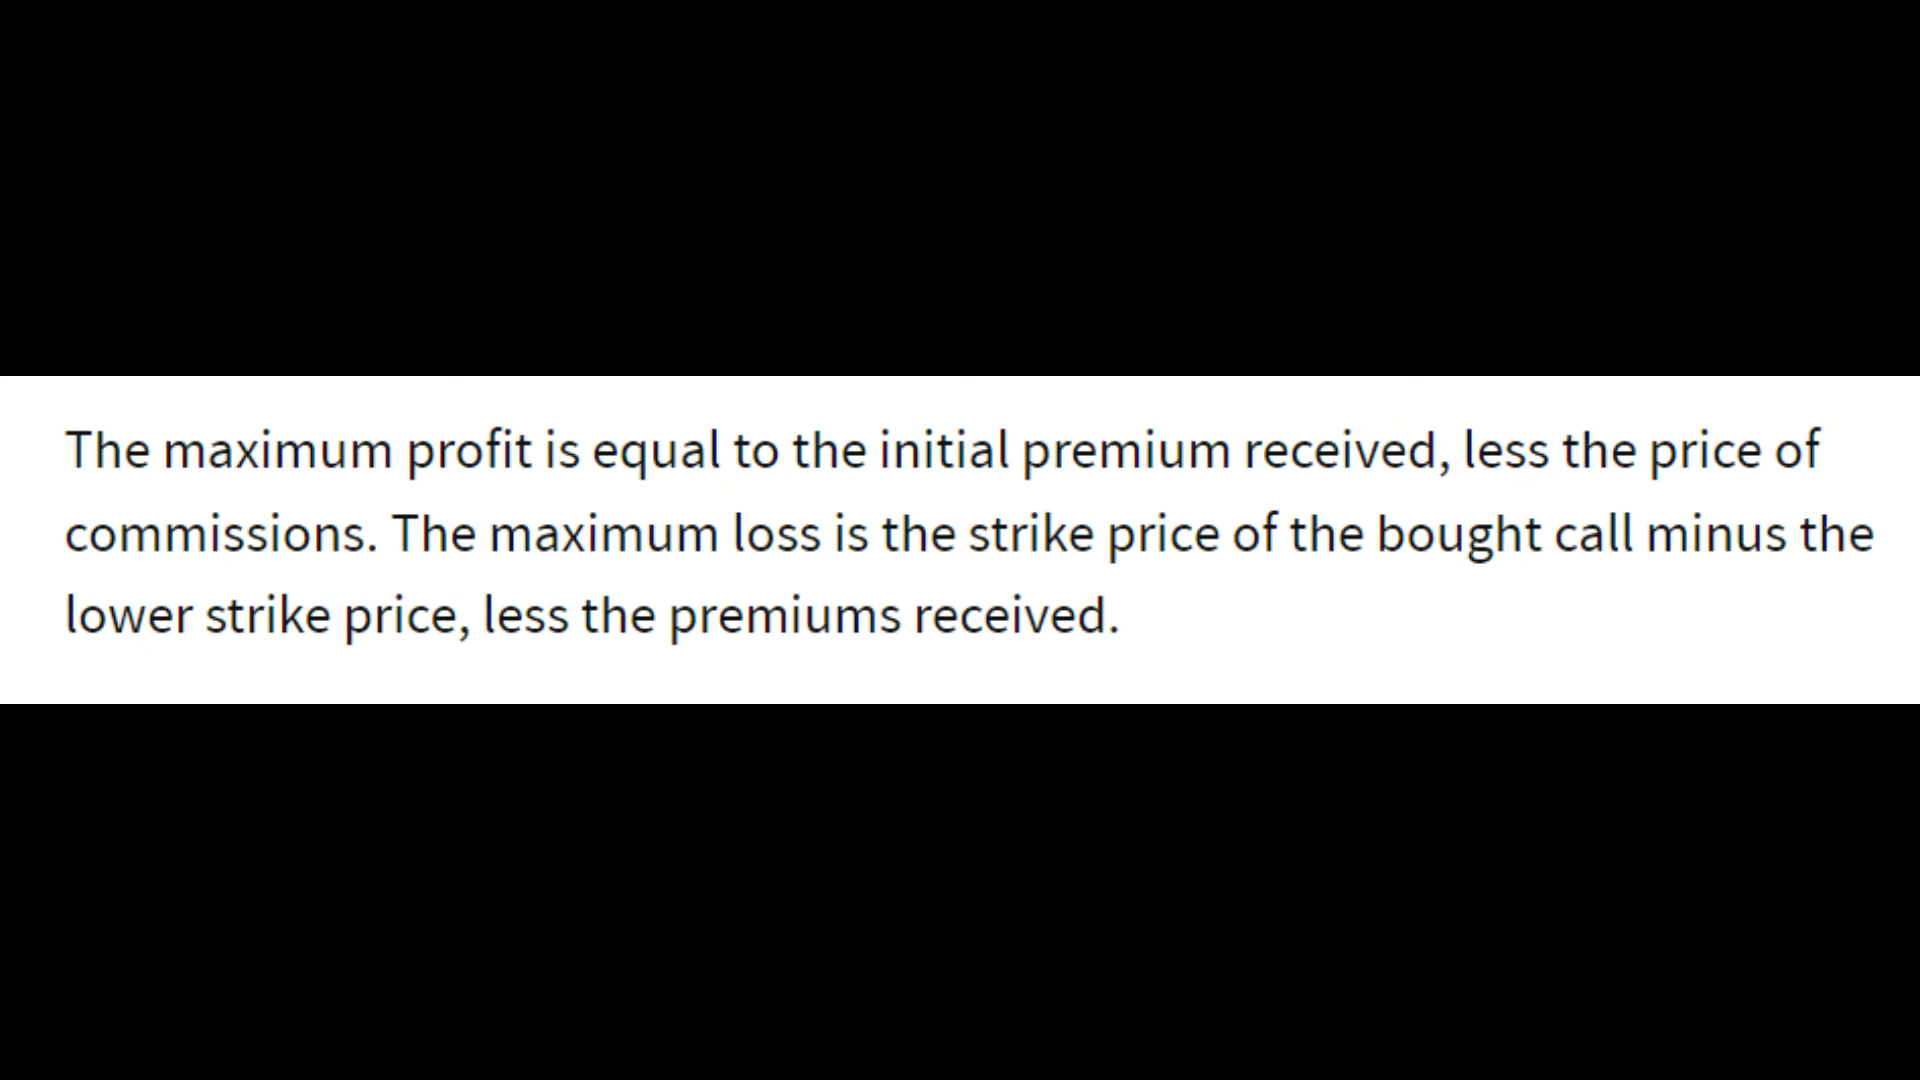 The maximum profit is equal to the initial premium received, less the price of
commissions. The maximum loss is the strike price of the bought call minus the
lower strike price, less the premiums received.